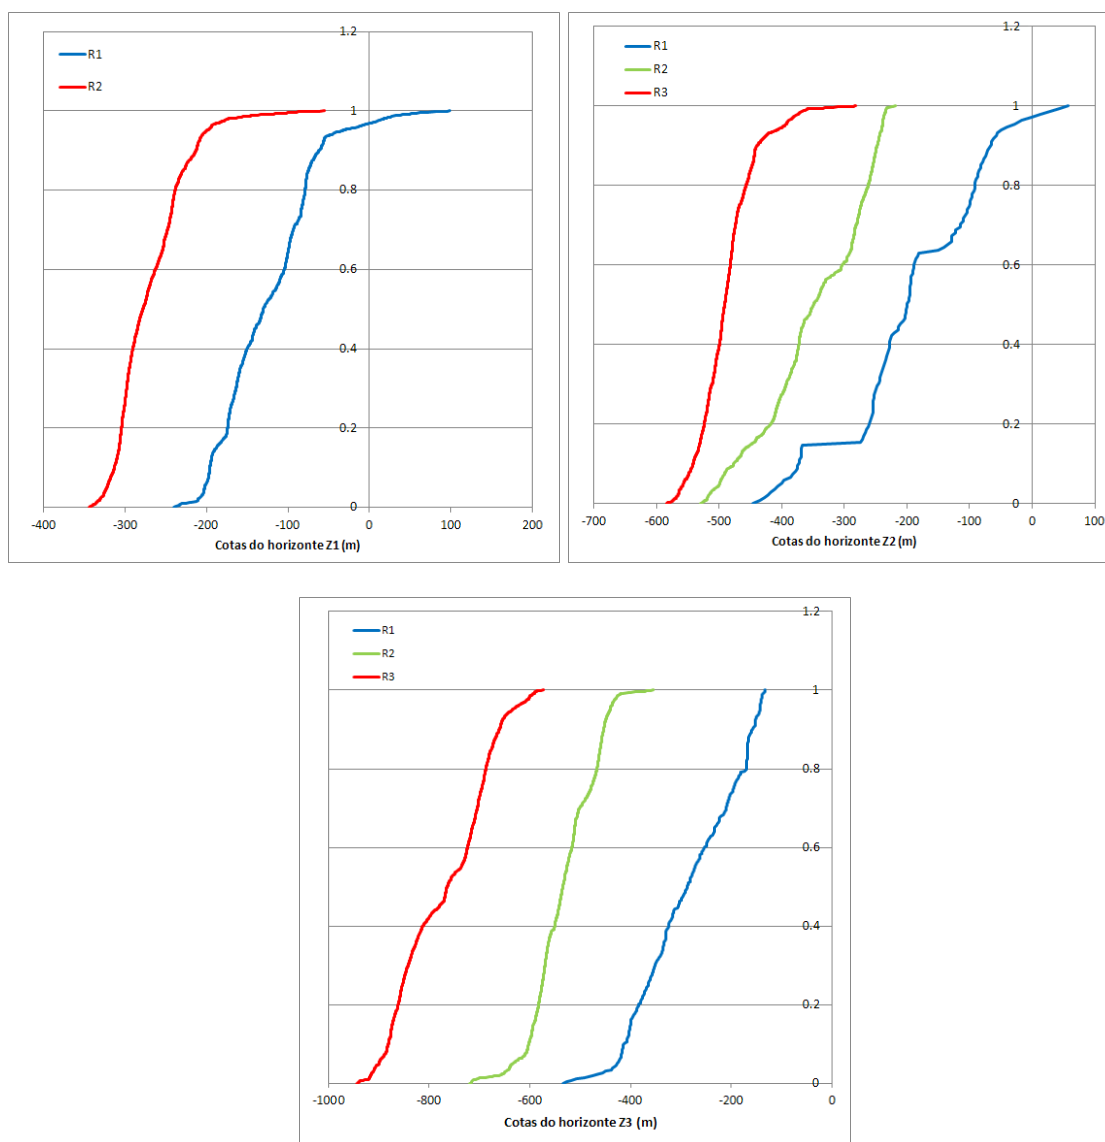 R1
R2
1.2
1
0.8
0.6
0.4
0.2
0
-400 -300 -200 -100 0 100 200
Cotas do horizonte Z1 (m)
R1
R2
R3
1.2
1
0.8
0.6
0.4
0.2
0
-700 -600 -500 -400 -300 -200 -100 0 100
Cotas do horizonte Z2 (m)
R1
R2
R3
1.2
1
0.8
0.6
0.4
0.2
0
-1000 -800 -600 -400 -200 0
Cotas do horizonte Z3 (m)